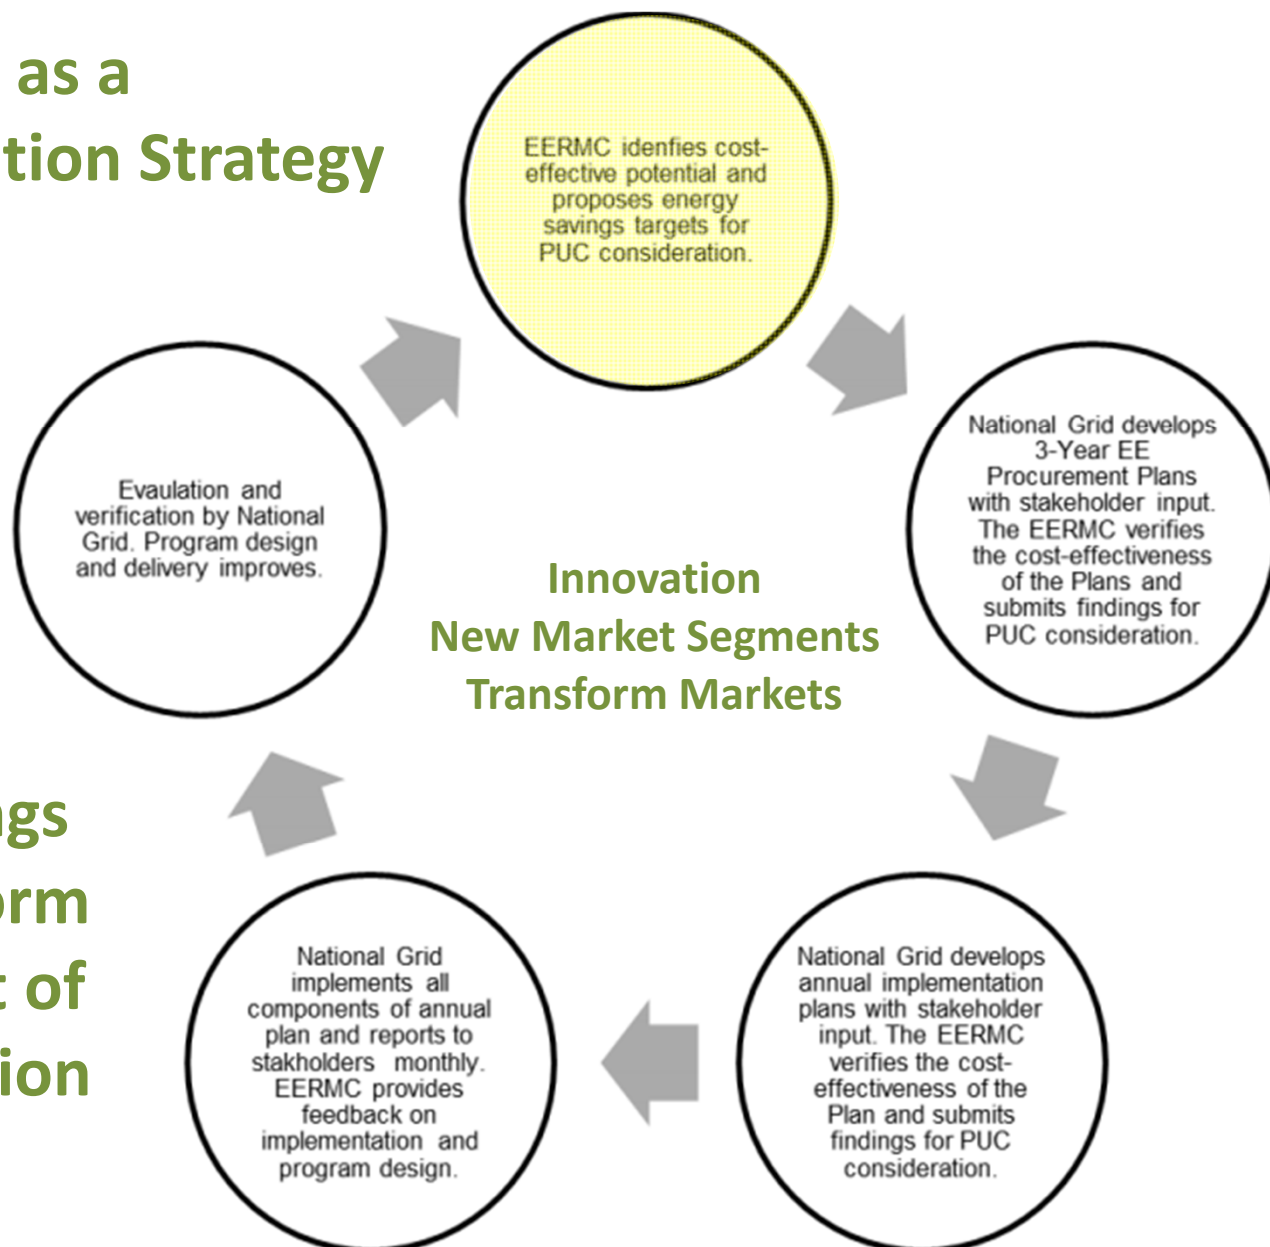 as a
tion Strategy
EERMC idenfies cost-
effective potential and
proposes energy
savings targets for
PUC consideration.
National Grid develops
3-Year EE
Procurement Plans
with stakeholder input.
The EERMC verifies
the cost-effectiveness
of the Plans and
submits findings for
PUC consideration.
National Grid develops
annual implementation
plans with stakeholder
input. The EERMC
verifies the cost-
effectiveness of the
Plan and submits
findings for PUC
consideration.
National Grid
implements all
components of annual
plan and reports to
stakholders monthly.
EERMC provides
feedback on
implementation and
program design.
Evaulation and
verification by National
Grid. Program design
and delivery improves.
Innovation
New Market Segments
Transform Markets
ngs
orm
t of
tion